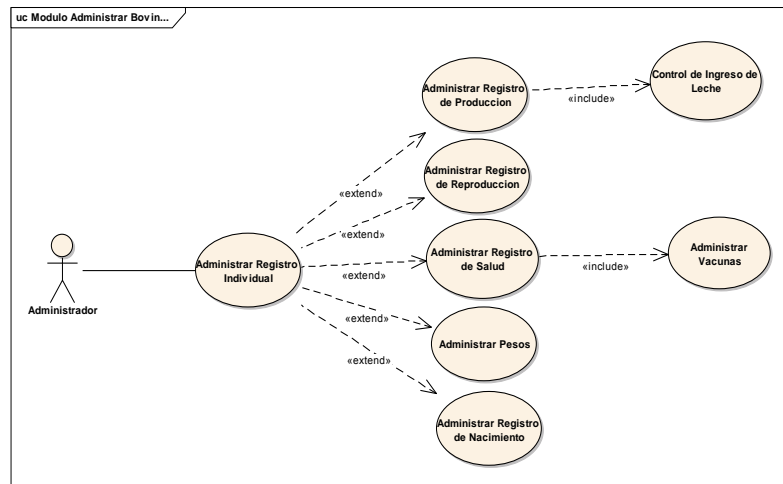 uc Modulo Administrar Bovin...
Administrar Registro
de Produccion
Control de Ingreso de
Leche
«include»
«extend»
Administrar Registro
de Reproduccion
«extend»
Administrar Registro
Individual
«extend»
Administrar Registro
de Salud
«include»
Administrar
Vacunas
Administrador
«extend»
Administrar Pesos
«extend»
Administrar Registro
de Nacimiento